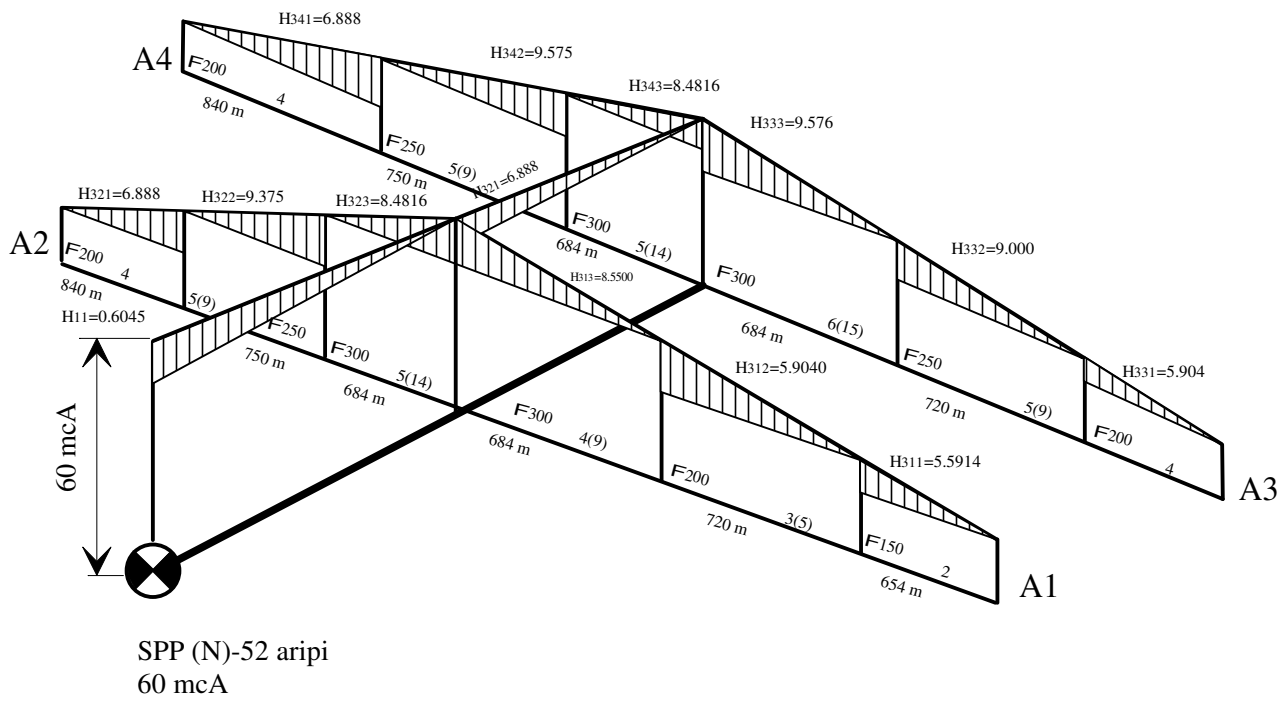 H341=6.888
A4
F200
840 m
4
H342=9.575
F250
750 m
5(9)
H343=8.4816
F300
684 m
5(14)
H333=9.576
F300
684 m
6(15)
H332=9.000
F250
720 m
5(9)
H331=5.904
F200
4
A3
H321=6.888
H321=6.888
A2
F200
840 m
4
H322=9.375
5(9)
F250
750 m
H323=8.4816
F300
684 m
5(14)
H11=0.6045
60 mcA
H313=8.5500
F300
684 m
4(9)
H312=5.9040
F200
720 m
3(5)
H311=5.5914
F150
654 m
2
A1
SPP (N)-52 aripi
60 mcA